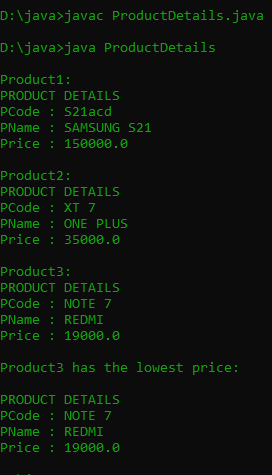 D:\java>javac ProductDetails.java
D:\java>java ProductDetails
Product1:
PRODUCT DETAILS
PCode : S21acd
PName : SAMSUNG S21
Price : 150000.0
Product2:
PRODUCT DETAILS
PCode : XT 7
PName : ONE PLUS
Price : 35000.0
Product3:
PRODUCT DETAILS
PCode : NOTE 7
PName : REDMI
Price : 19000.0
Product3 has the lowest price:
PRODUCT DETAILS
PCode : NOTE 7
PName : REDMI
Price : 19000.0